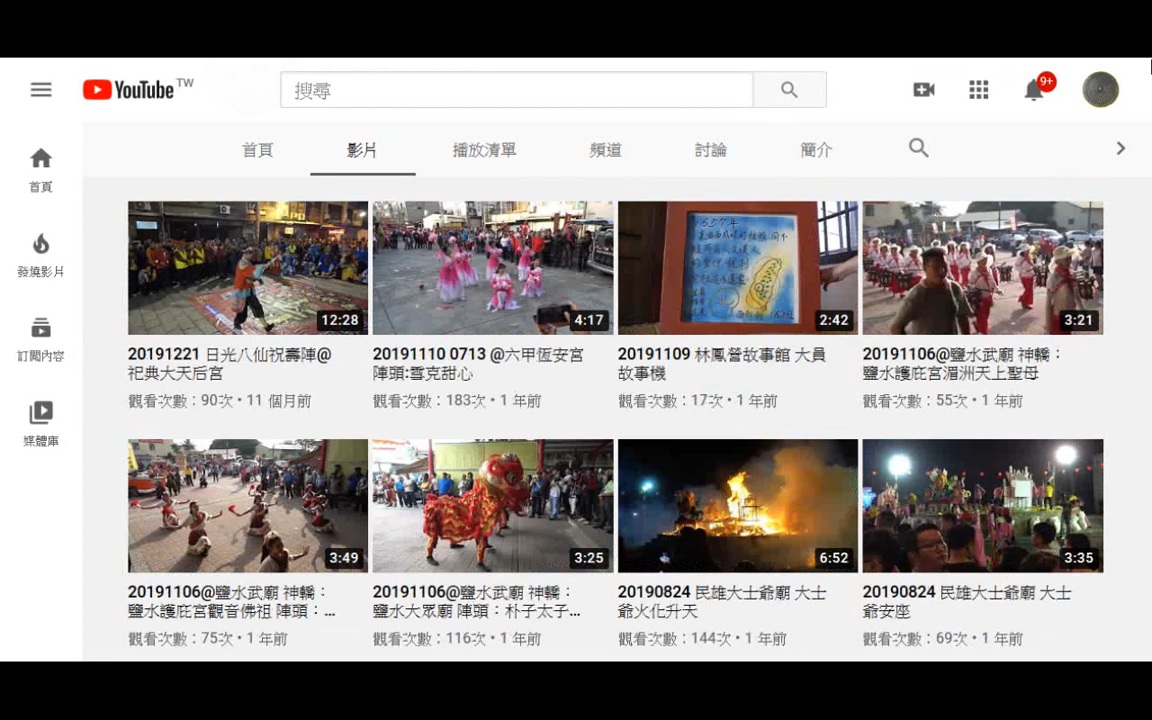 YouTube TW
搜尋
9+
首頁
影片
播放清單
頻道
討論
簡介
首頁
發燒影片
訂閱內容
媒體庫
12:28
4:17
2:42
3:21
20191221 日光八仙祝壽陣@
祀典大天后宮
觀看次數：90次 • 11 個月前
20191110 0713 @六甲恆安宮
陣頭:雪克甜心
觀看次數：183次 • 1 年前
20191109 林鳳營故事館 大員
故事機
觀看次數：17次 • 1 年前
20191106@鹽水武廟 神轎：
鹽水護庇宮湄洲天上聖母
觀看次數：55次 • 1 年前
3:49
3:25
6:52
3:35
20191106@鹽水武廟 神轎：
鹽水護庇宮觀音佛祖 陣頭：...
觀看次數：75次 • 1 年前
20191106@鹽水武廟 神轎：
鹽水大眾廟 陣頭：朴子太子...
觀看次數：116次 • 1 年前
20190824 民雄大士爺廟 大士
爺火化升天
觀看次數：144次 • 1 年前
20190824 民雄大士爺廟 大士
爺安座
觀看次數：69次 • 1 年前